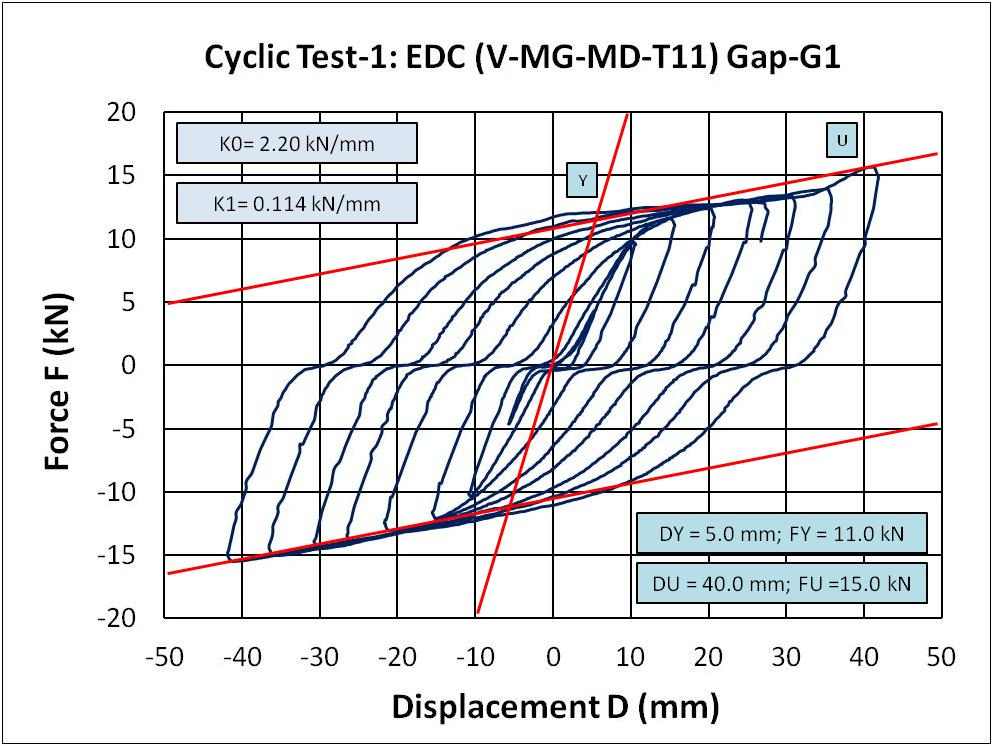 Cyclic Test-1: EDC (V-MG-MD-T11) Gap-G1
K0= 2.20 kN/mm
K1= 0.114 kN/mm
Y
U
20
15
10
5
0
-5
-10
-15
-20
Force F (kN)
DY = 5.0 mm; FY = 11.0 kN
DU = 40.0 mm; FU =15.0 kN
-50 -40 -30 -20 -10 0 10 20 30 40 50
Displacement D (mm)